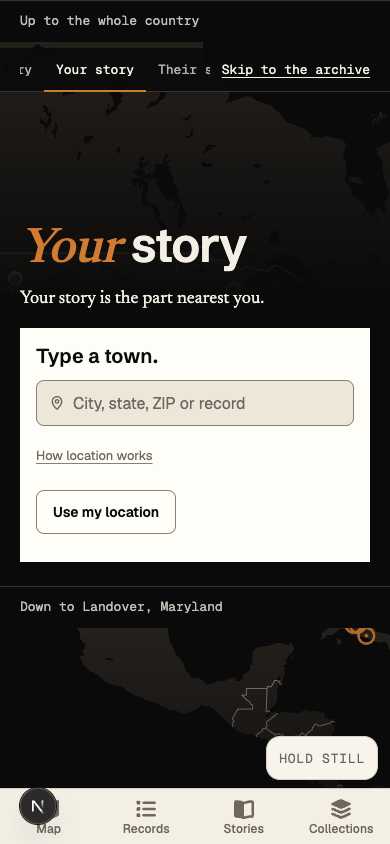 Up to the whole country
ry Your story Their s Skip to the archive
Your story
Your story is the part nearest you.
Type a town.
City, state, ZIP or record
How location works
Use my location
Down to Landover, Maryland
HOLD STILL
N
Map Records Stories Collections